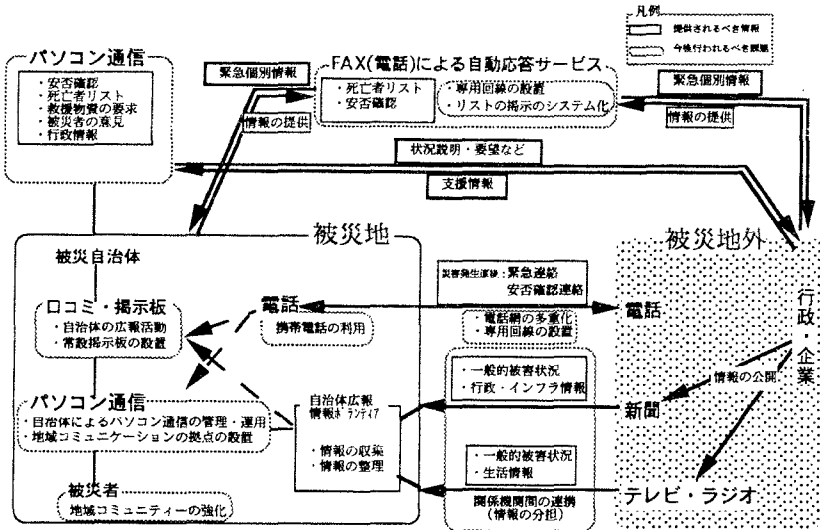 凡例
提供されるべき情報
今後行われるべき課題
パソコン通信
・安否確認
・死亡者リスト
・救援物資の要求
・被災者の意見
・行政情報
緊急個別情報
FAX(電話)による自動応答サービス
・死亡者リスト
・安否確認
・専用回線の設置
・リストの掲示のシステム化
緊急個別情報
情報の提供
情報の提供
状況説明・要望など
支援情報
被災地
被災地外
被災自治体
口コミ・掲示板
・自治体の広報活動
・常設掲示板の設置
電話
携帯電話の利用
災害発生直後:緊急連絡
安否確認連絡
・電話網の多重化
・専用回線の設置
電話
行政・企業
パソコン通信
・自治体によるパソコン通信の管理・運用
・地域コミュニケーションの拠点の設置
自治体広報
情報ボランティア
・情報の収集
・情報の整理
・一般的被害状況
・行政・インフラ情報
新聞
情報の公開
・一般的被害状況
・生活情報
テレビ・ラジオ
関係機関間の連携
(情報の分担)
被災者
地域コミュニティーの強化